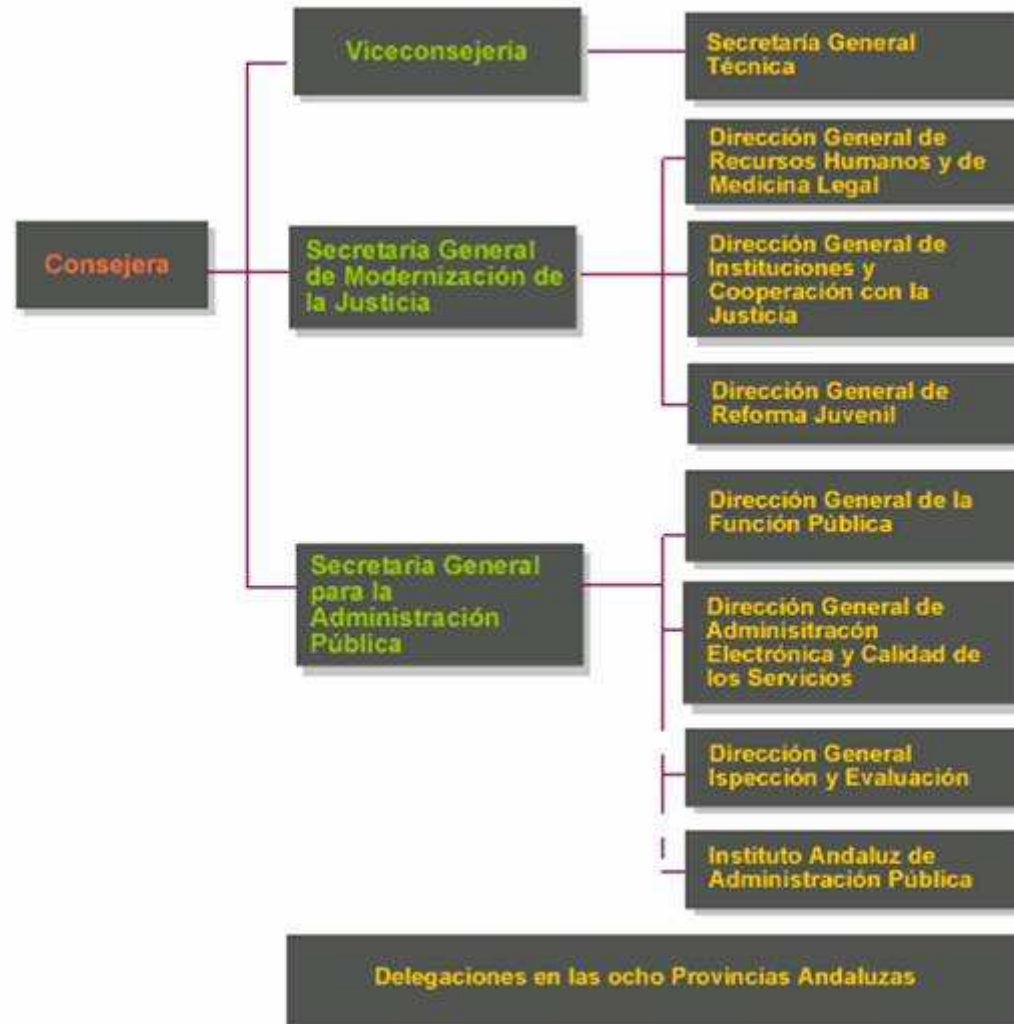 Consejera
Viceconsejeria
Secretaría General
Técnica
Secretaría General
de Modernización de
la Justicia
Dirección General de
Recursos Humanos y de
Medicina Legal
Dirección General de
Instituciones y
Cooperación con la
Justicia
Dirección General de
Reforma Juvenil
Secretaria General
para la
Administración
Pública
Dirección General de la
Función Pública
Dirección General de
Adminisitracón
Electrónica y Calidad de
los Servicios
Dirección General
Ispección y Evaluación
Instituto Andaluz de
Administración Pública
Delegaciones en las ocho Provincias Andaluzas